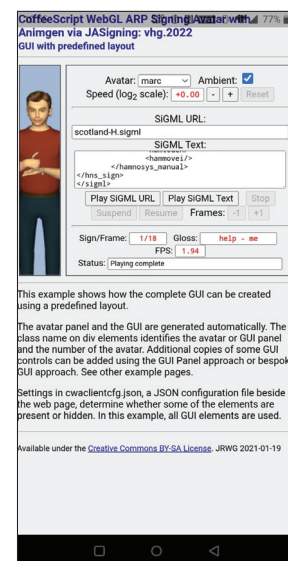 CoffeeScript WebGL ARP Signing Avatar with
77%
Animgen via JASigning: vhg.2022
GUI with predefined layout
Avatar: marc Ambient:
Speed (log2 scale): +0.00 - + Reset
SiGML URL:
scotland-H.sigml
SiGML Text:
<hammovei/>
</hamnosys_manual>
</hns_sign>
</sigml>
Play SiGML URL Play SiGML Text Stop
Suspend Resume Frames: -1 +1
Sign/Frame: 1/18 Gloss: help - me
FPS: 1.94
Status: Playing complete
This example shows how the complete GUI can be created
using a predefined layout.
The avatar panel and the GUI are generated automatically. The
class name on div elements identifies the avatar or GUI panel
and the number of the avatar. Additional copies of some GUI
controls can be added using the GUI Panel approach or bespok
GUI approach. See other example pages.
Settings in cwaclientcfg.json, a JSON configuration file beside
the web page, determine whether some of the elements are
present or hidden. In this example, all GUI elements are used.
Available under the Creative Commons BY-SA License. JRWG 2021-01-19